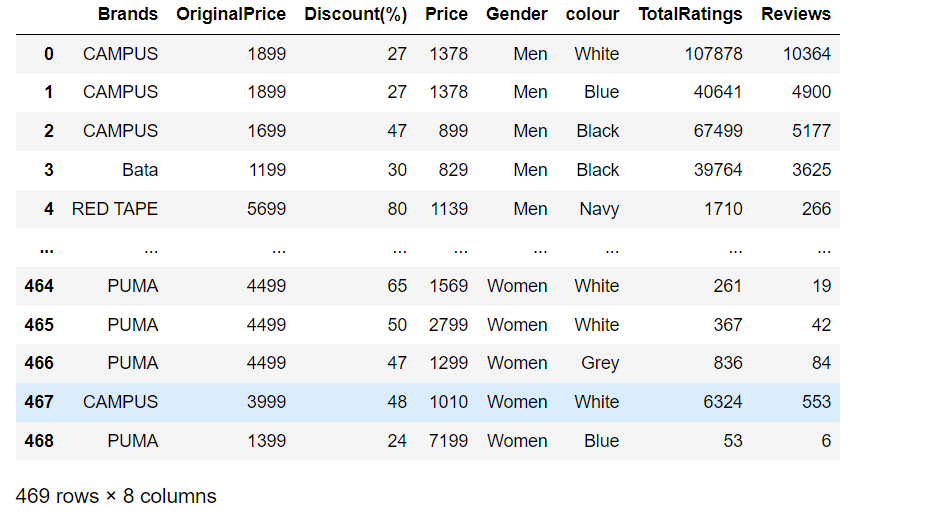 Brands OriginalPrice Discount(%) Price Gender colour TotalRatings Reviews
0 CAMPUS 1899 27 1378 Men White 107878 10364
1 CAMPUS 1899 27 1378 Men Blue 40641 4900
2 CAMPUS 1699 47 899 Men Black 67499 5177
3 Bata 1199 30 829 Men Black 39764 3625
4 RED TAPE 5699 80 1139 Men Navy 1710 266
... ... ... ... ... ... ... ... ...
464 PUMA 4499 65 1569 Women White 261 19
465 PUMA 4499 50 2799 Women White 367 42
466 PUMA 4499 47 1299 Women Grey 836 84
467 CAMPUS 3999 48 1010 Women White 6324 553
468 PUMA 1399 24 7199 Women Blue 53 6
469 rows × 8 columns